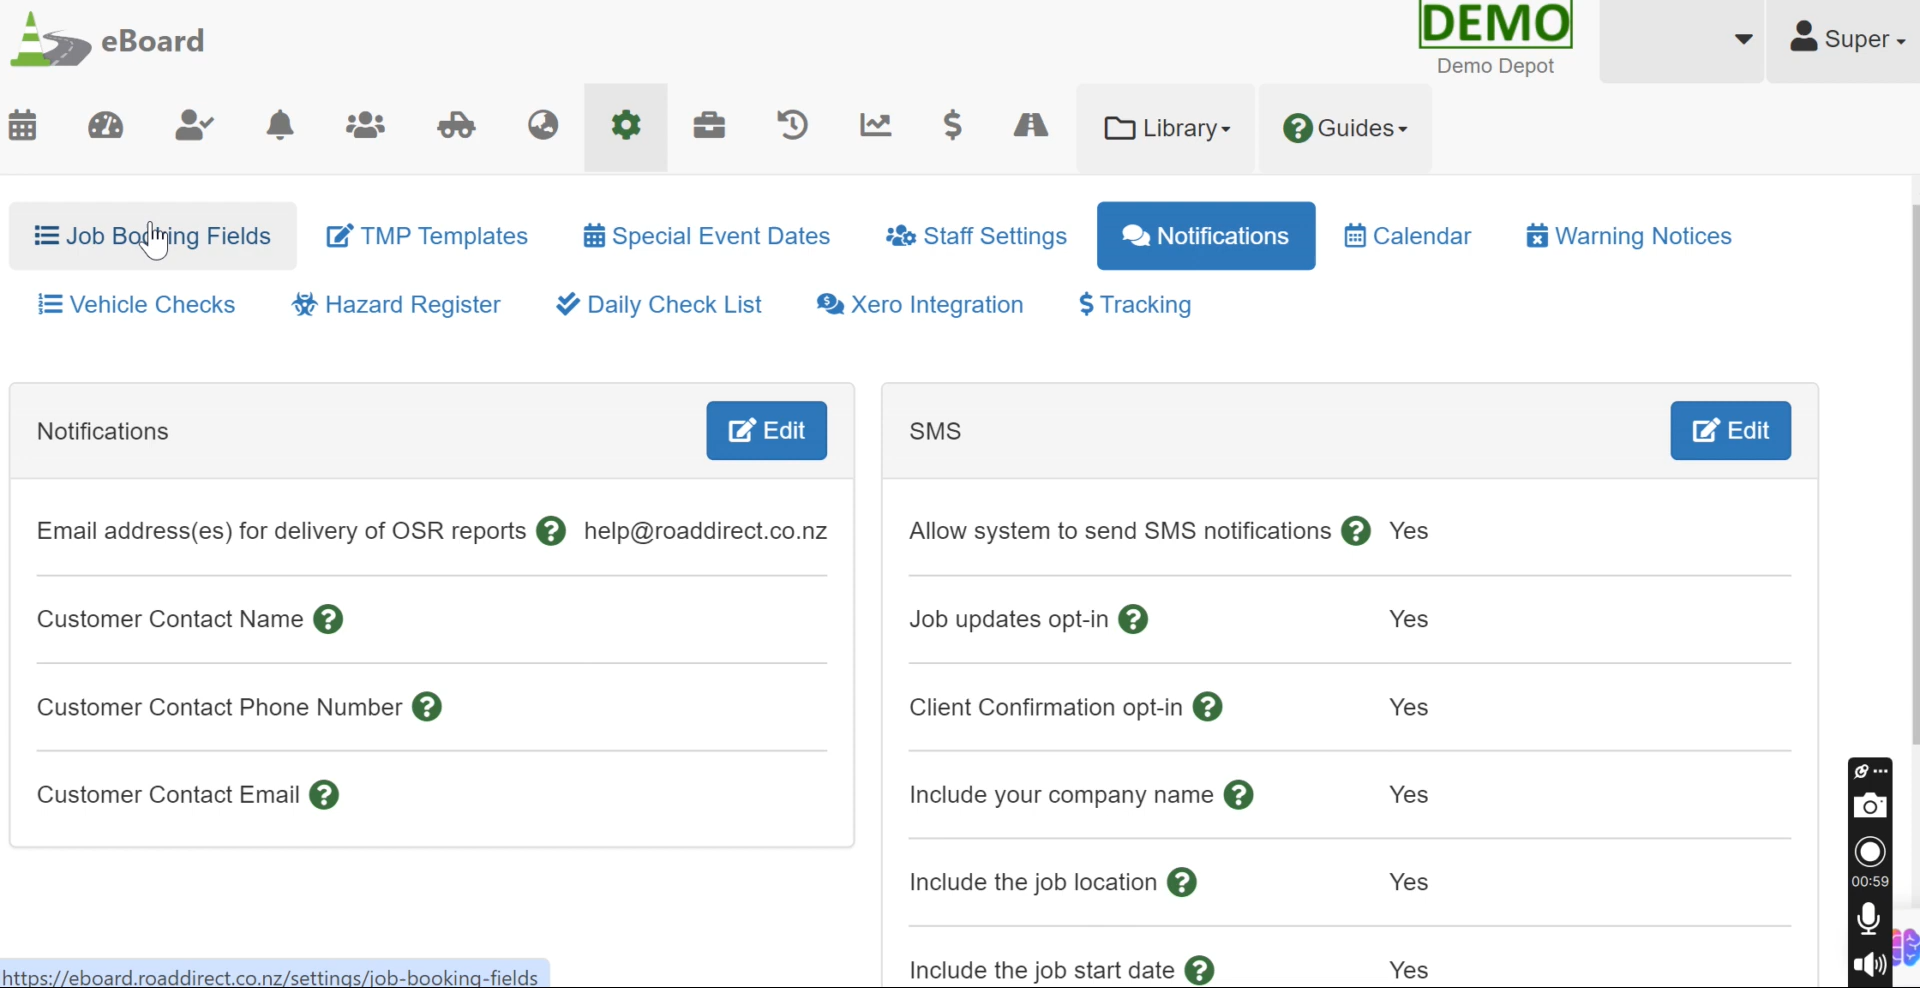 eBoard
DEMO
Demo Depot
Super
Library
Guides
Job Booking Fields
TMP Templates
Special Event Dates
Staff Settings
Notifications
Calendar
Warning Notices
Vehicle Checks
Hazard Register
Daily Check List
Xero Integration
Tracking
Notifications
Edit
Email address(es) for delivery of OSR reports ? help@roaddirect.co.nz
Customer Contact Name ?
Customer Contact Phone Number ?
Customer Contact Email ?
SMS
Edit
Allow system to send SMS notifications ? Yes
Job updates opt-in ? Yes
Client Confirmation opt-in ? Yes
Include your company name ? Yes
Include the job location ? Yes
Include the job start date ? Yes
00:59
https://eboard.roaddirect.co.nz/settings/job-booking-fields